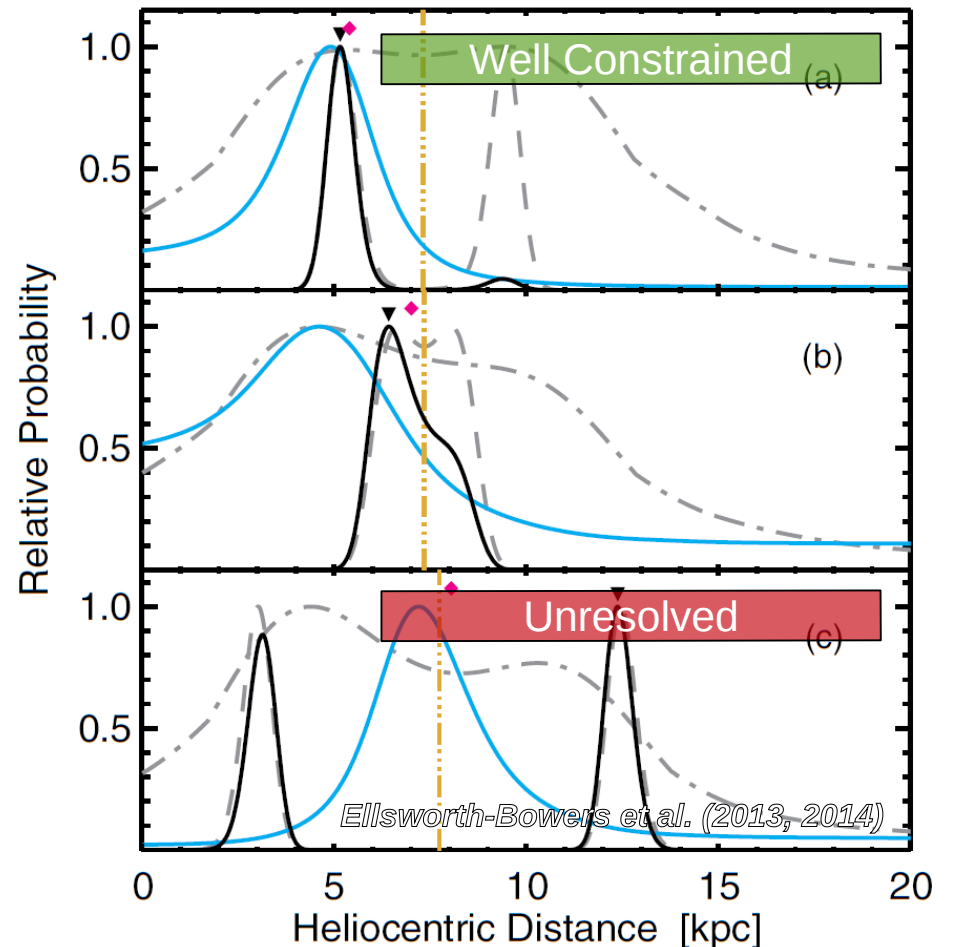 Relative Probability
1.0
0.5
Well Constrained
(a)
1.0
0.5
(b)
1.0
0.5
Unresolved
(c)
Ellsworth-Bowers et al. (2013, 2014)
0 5 10 15 20
Heliocentric Distance [kpc]